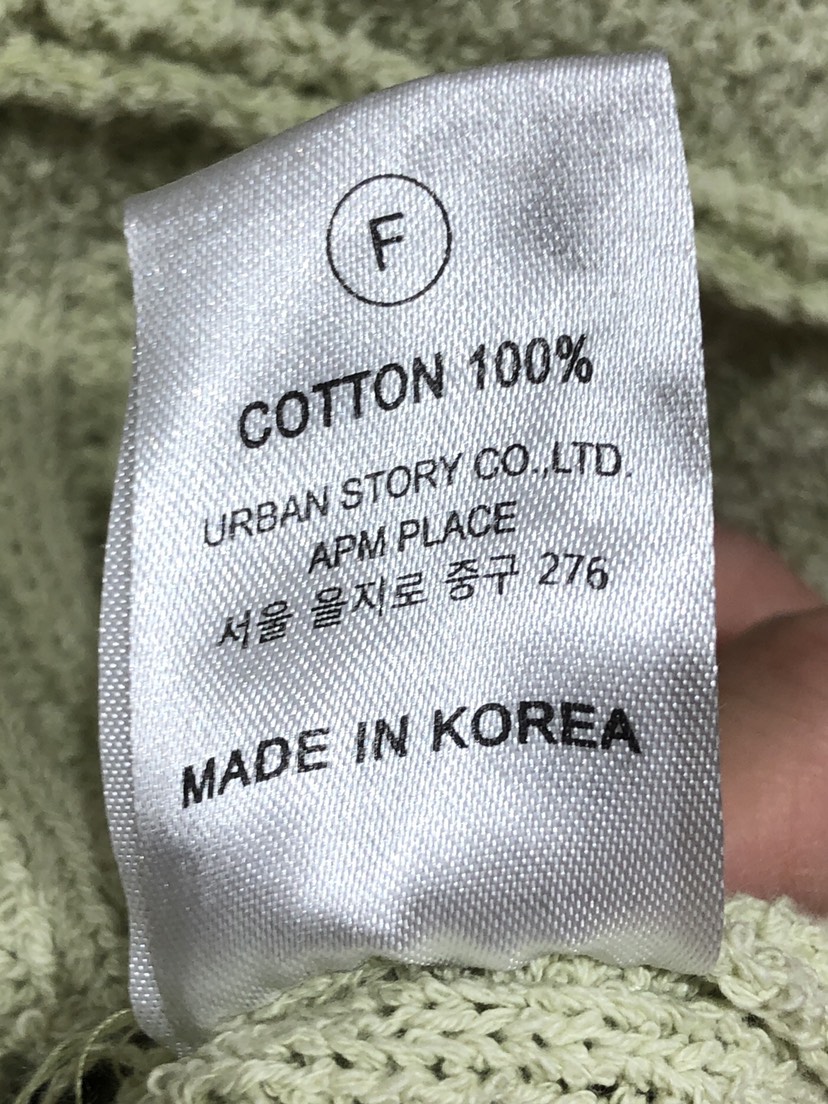 F
COTTON 100%
URBAN STORY CO.,LTD.
APM PLACE
서울 을지로 중구 276
MADE IN KOREA